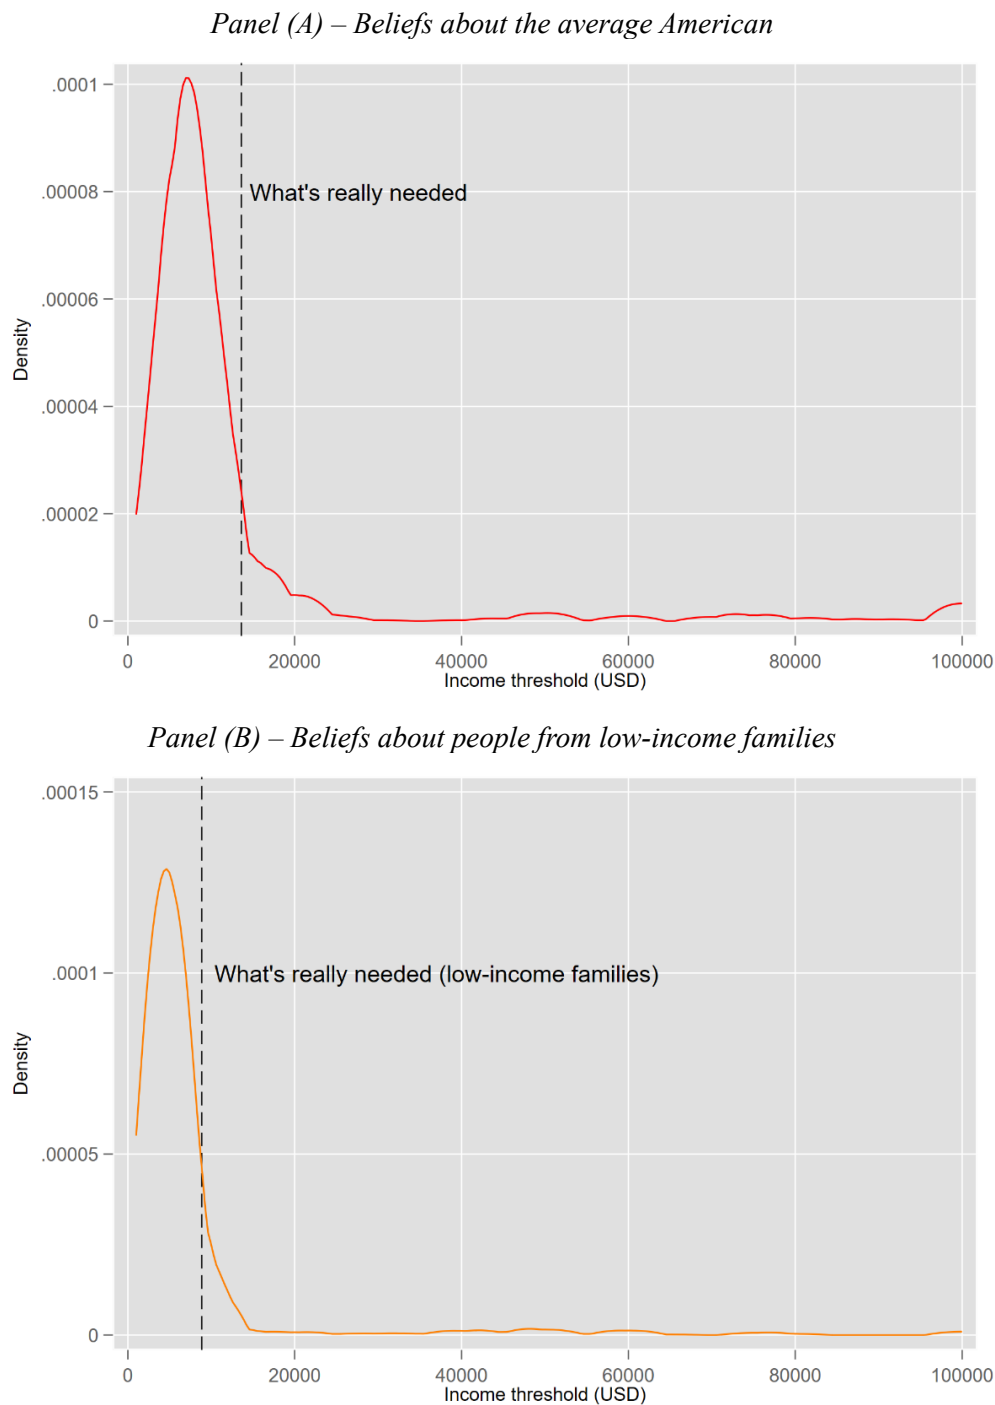 Panel (A) – Beliefs about the average American
.0001
What's really needed
.00008
.00006
Density
.00004
.00002
0
0 20000 40000 60000 80000 100000
Income threshold (USD)
Panel (B) – Beliefs about people from low-income families
.00015
What's really needed (low-income families)
.0001
Density
.00005
0
0 20000 40000 60000 80000 100000
Income threshold (USD)